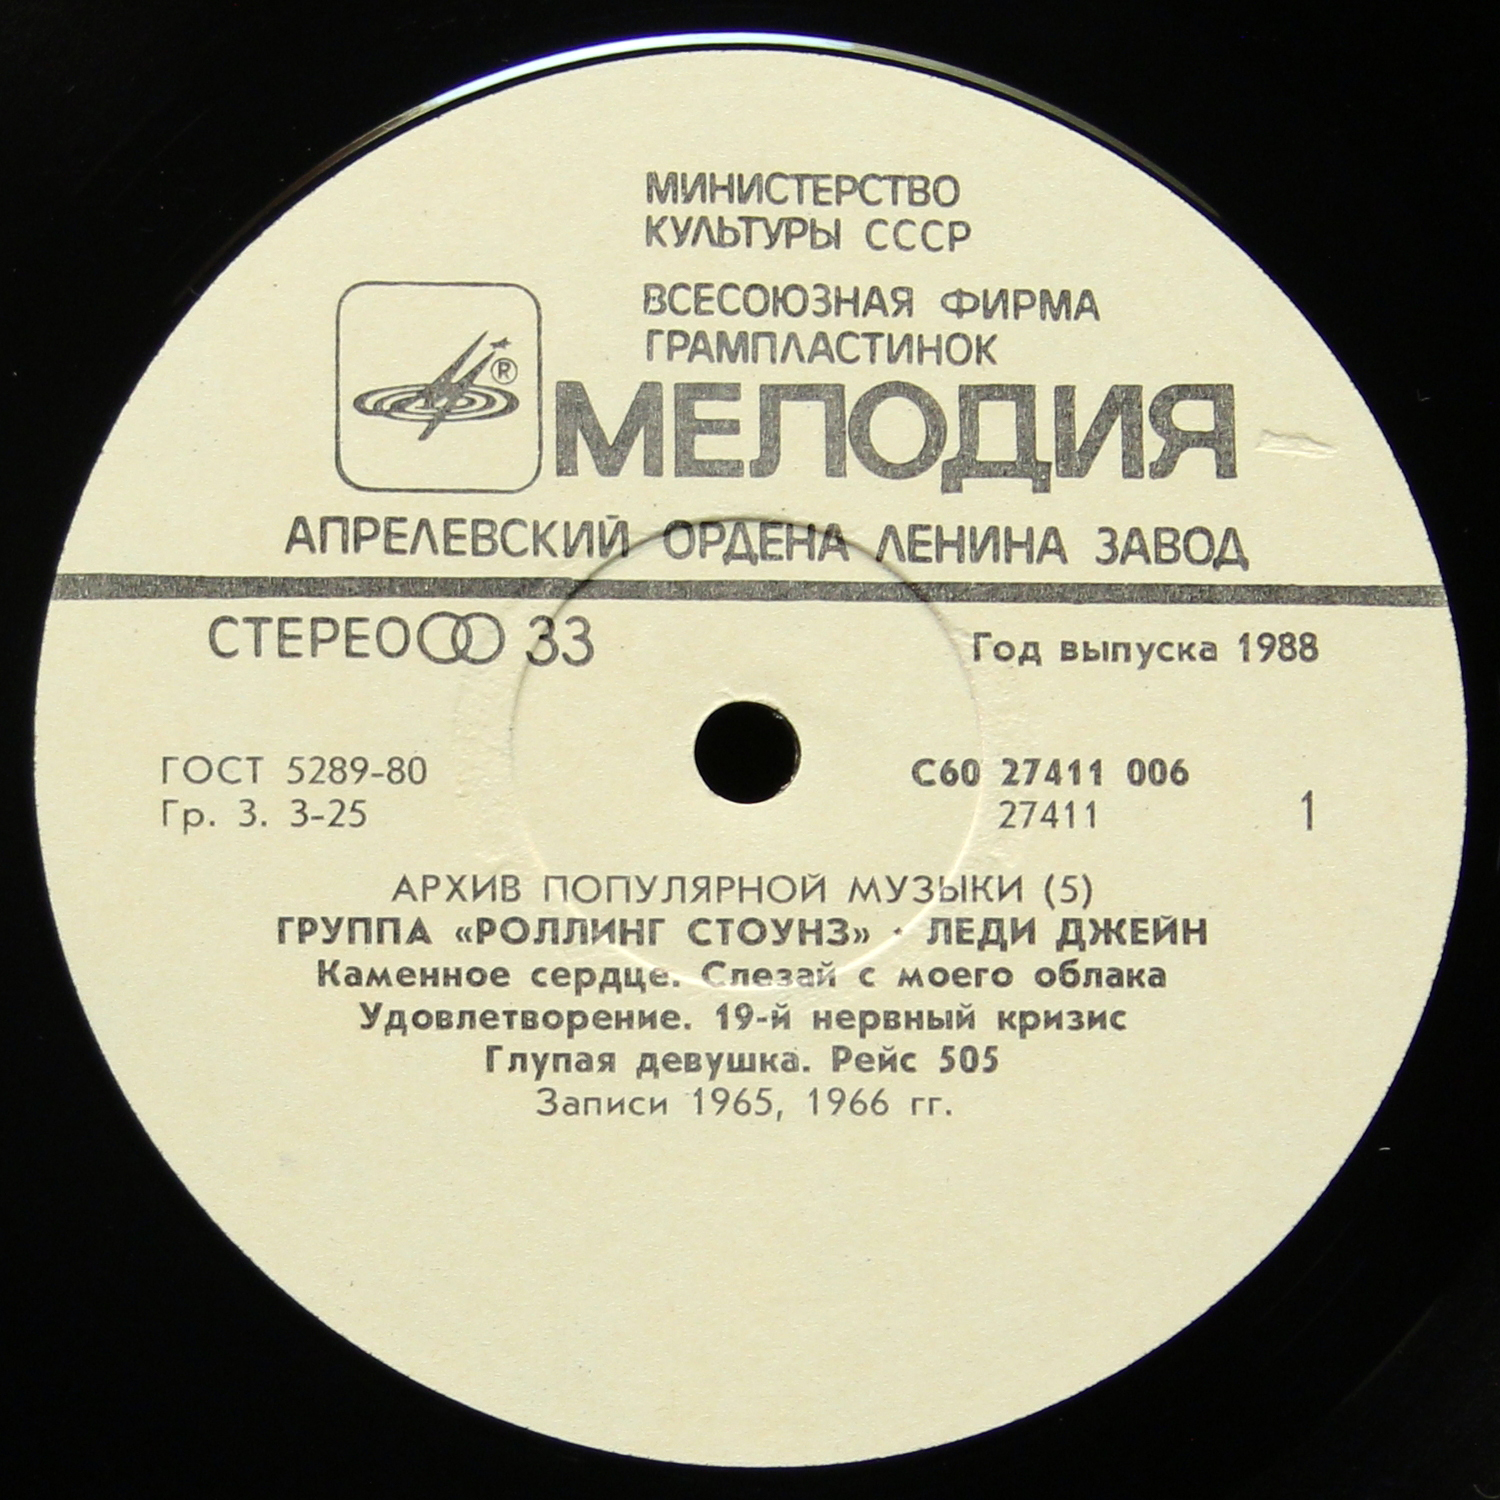 МИНИСТЕРСТВО
КУЛЬТУРЫ СССР
ВСЕСОЮЗНАЯ ФИРМА
ГРАМПЛАСТИНОК
®
МЕЛОДИЯ
АПРЕЛЕВСКИЙ ОРДЕНА ЛЕНИНА ЗАВОД
СТЕРЕО 33
Год выпуска 1988
ГОСТ 5289-80
Гр. 3. 3-25
С60 27411 006
27411
1
АРХИВ ПОПУЛЯРНОЙ МУЗЫКИ (5)
ГРУППА «РОЛЛИНГ СТОУНЗ» · ЛЕДИ ДЖЕЙН
Каменное сердце. Слезай с моего облака
Удовлетворение. 19-й нервный кризис
Глупая девушка. Рейс 505
Записи 1965, 1966 гг.